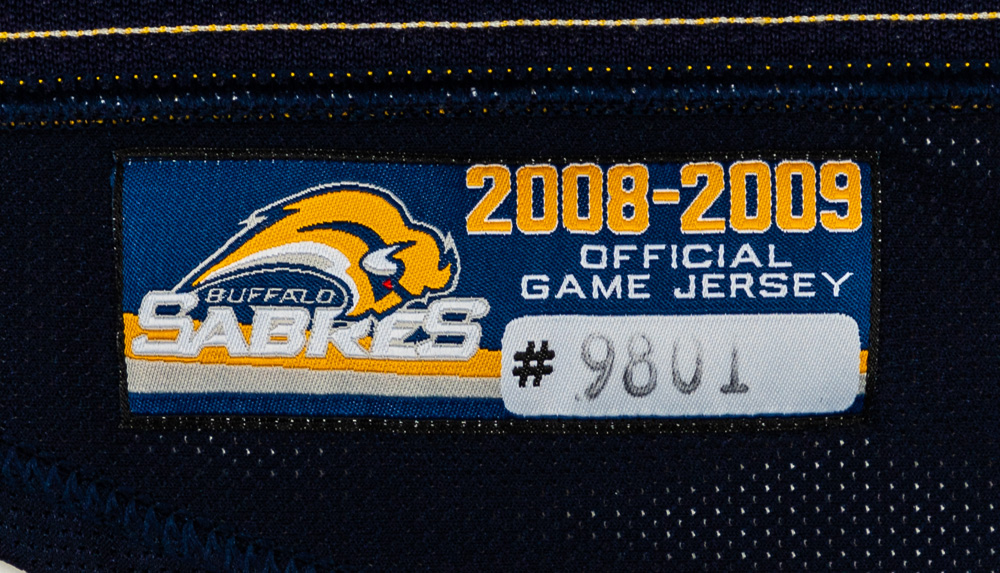 BUFFALO
SABRES
2008-2009
OFFICIAL
GAME JERSEY
# 9801